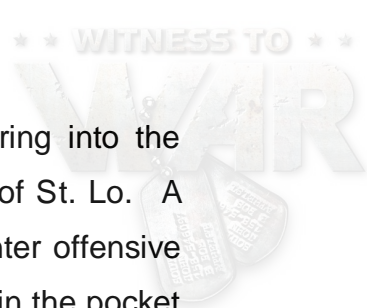 ★ ★ WITNESS TO ★ ★
WAR
ring into the
of St. Lo. A
nter offensive
in the pocket